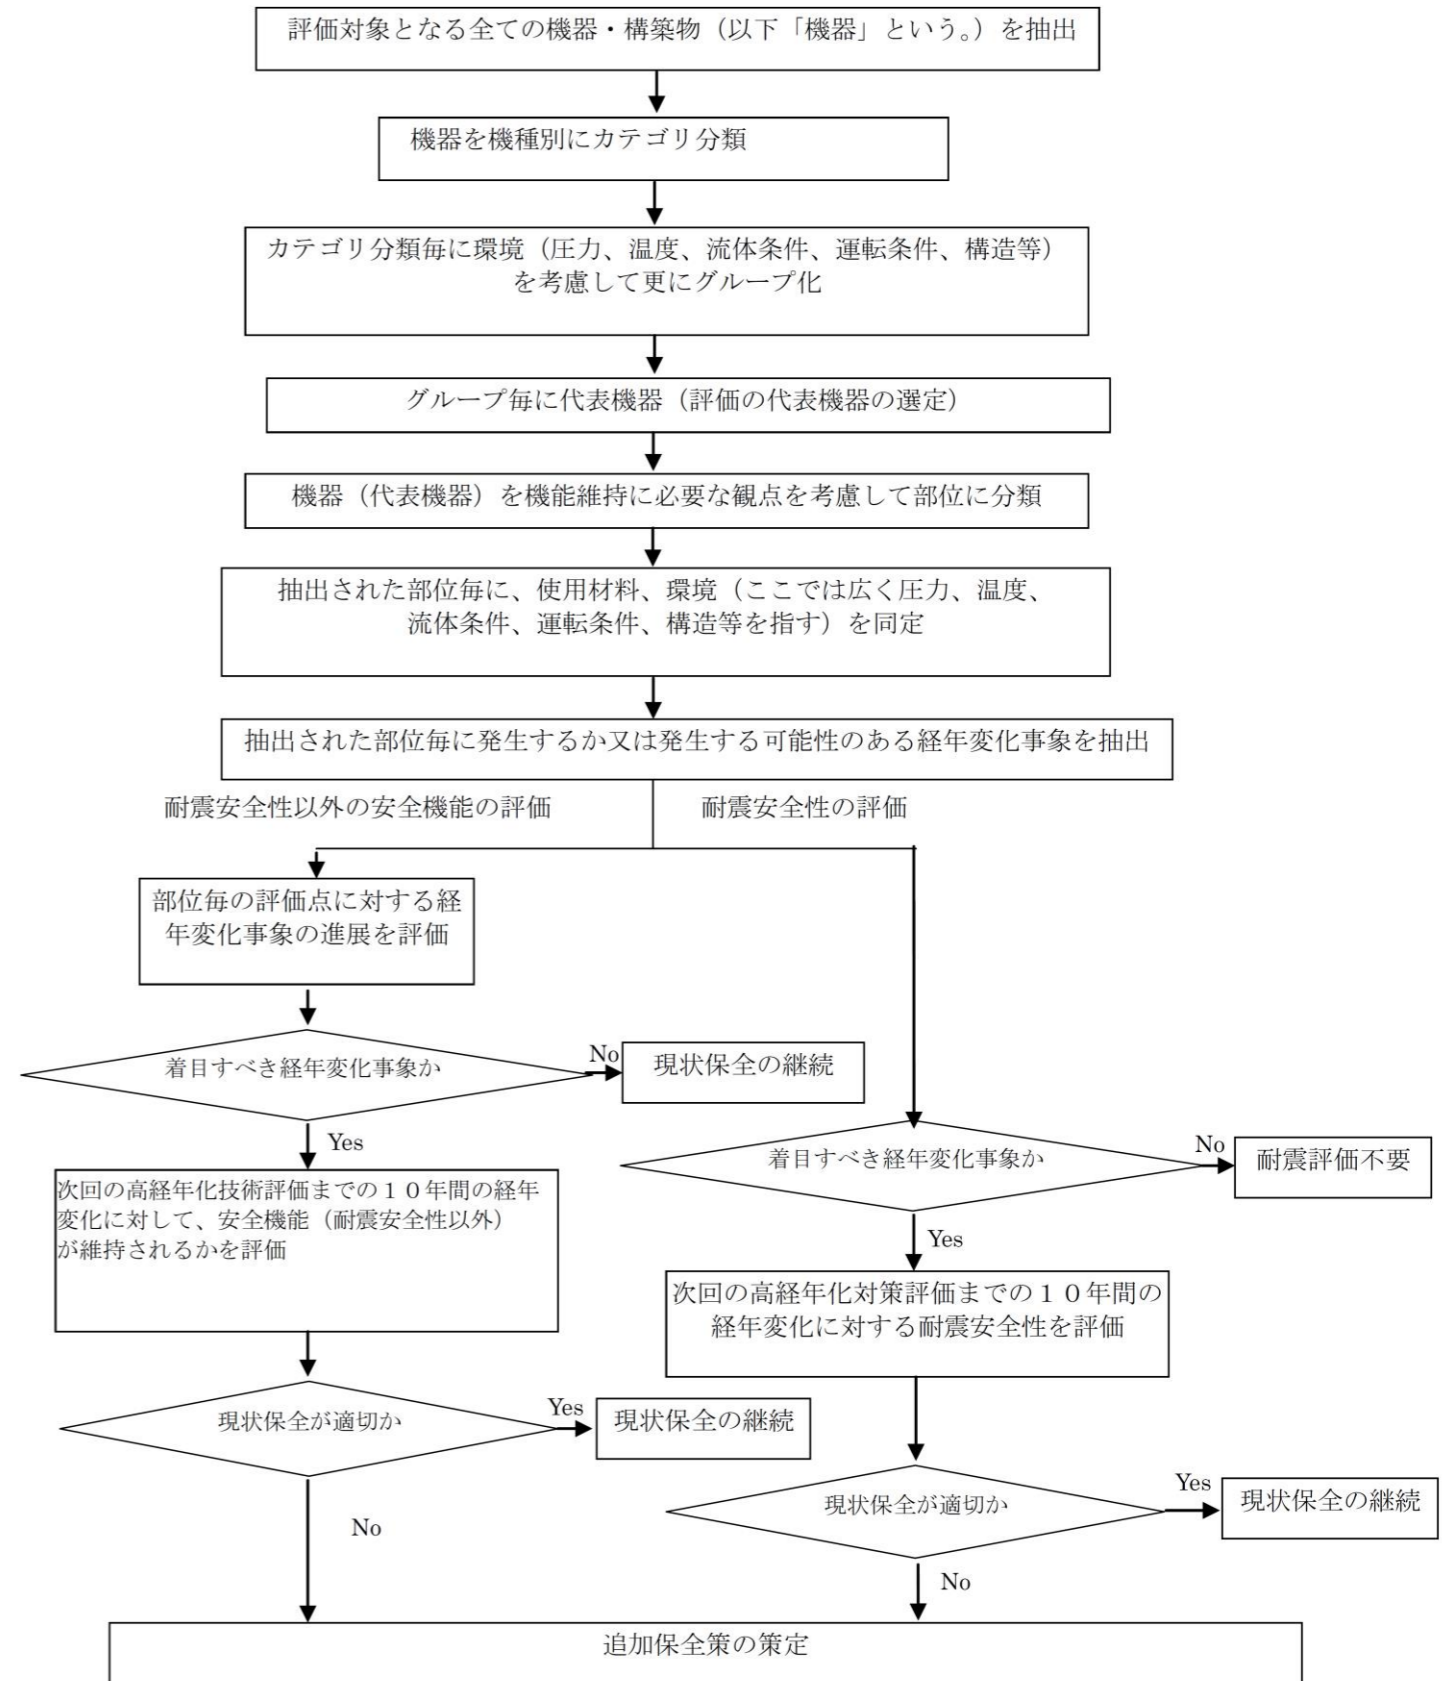 評価対象となる全ての機器・構築物（以下「機器」という。）を抽出
機器を機種別にカテゴリ分類
カテゴリ分類毎に環境（圧力、温度、流体条件、運転条件、構造等）
を考慮して更にグループ化
グループ毎に代表機器（評価の代表機器の選定）
機器（代表機器）を機能維持に必要な観点を考慮して部位に分類
抽出された部位毎に、使用材料、環境（ここでは広く圧力、温度、
流体条件、運転条件、構造等を指す）を同定
抽出された部位毎に発生するか又は発生する可能性のある経年変化事象を抽出
耐震安全性以外の安全機能の評価
耐震安全性の評価
部位毎の評価点に対する経
年変化事象の進展を評価
着目すべき経年変化事象か
No
現状保全の継続
Yes
着目すべき経年変化事象か
No
耐震評価不要
次回の高経年化技術評価までの１０年間の経年
変化に対して、安全機能（耐震安全性以外）
が維持されるかを評価
Yes
次回の高経年化対策評価までの１０年間の
経年変化に対する耐震安全性を評価
現状保全が適切か
Yes
現状保全の継続
現状保全が適切か
Yes
現状保全の継続
No
No
追加保全策の策定